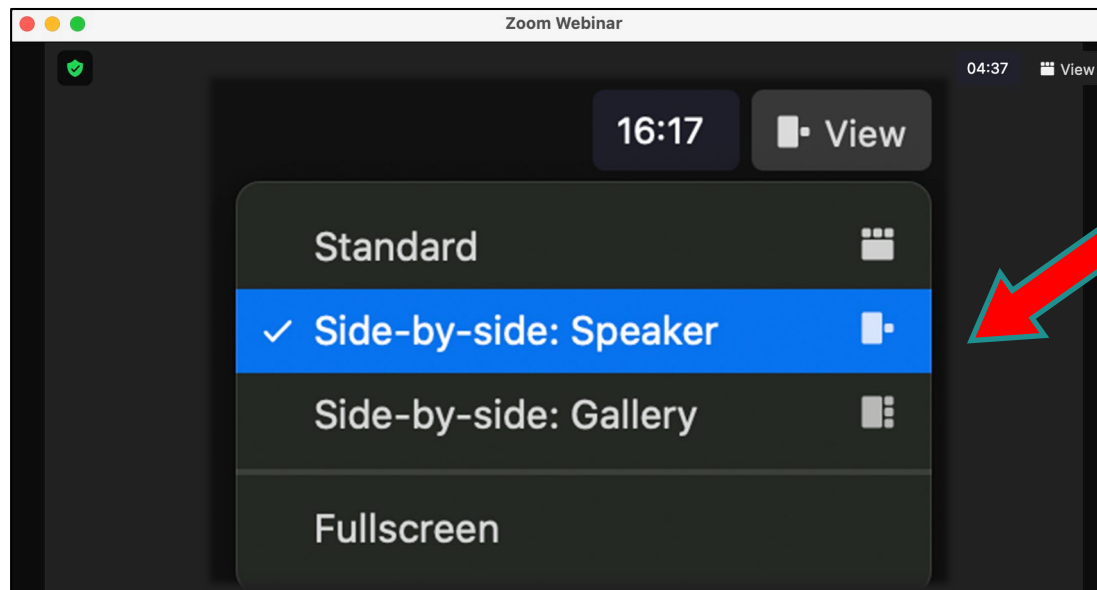 Zoom Webinar
04:37 View
16:17 View
Standard
Side-by-side: Speaker
Side-by-side: Gallery
Fullscreen